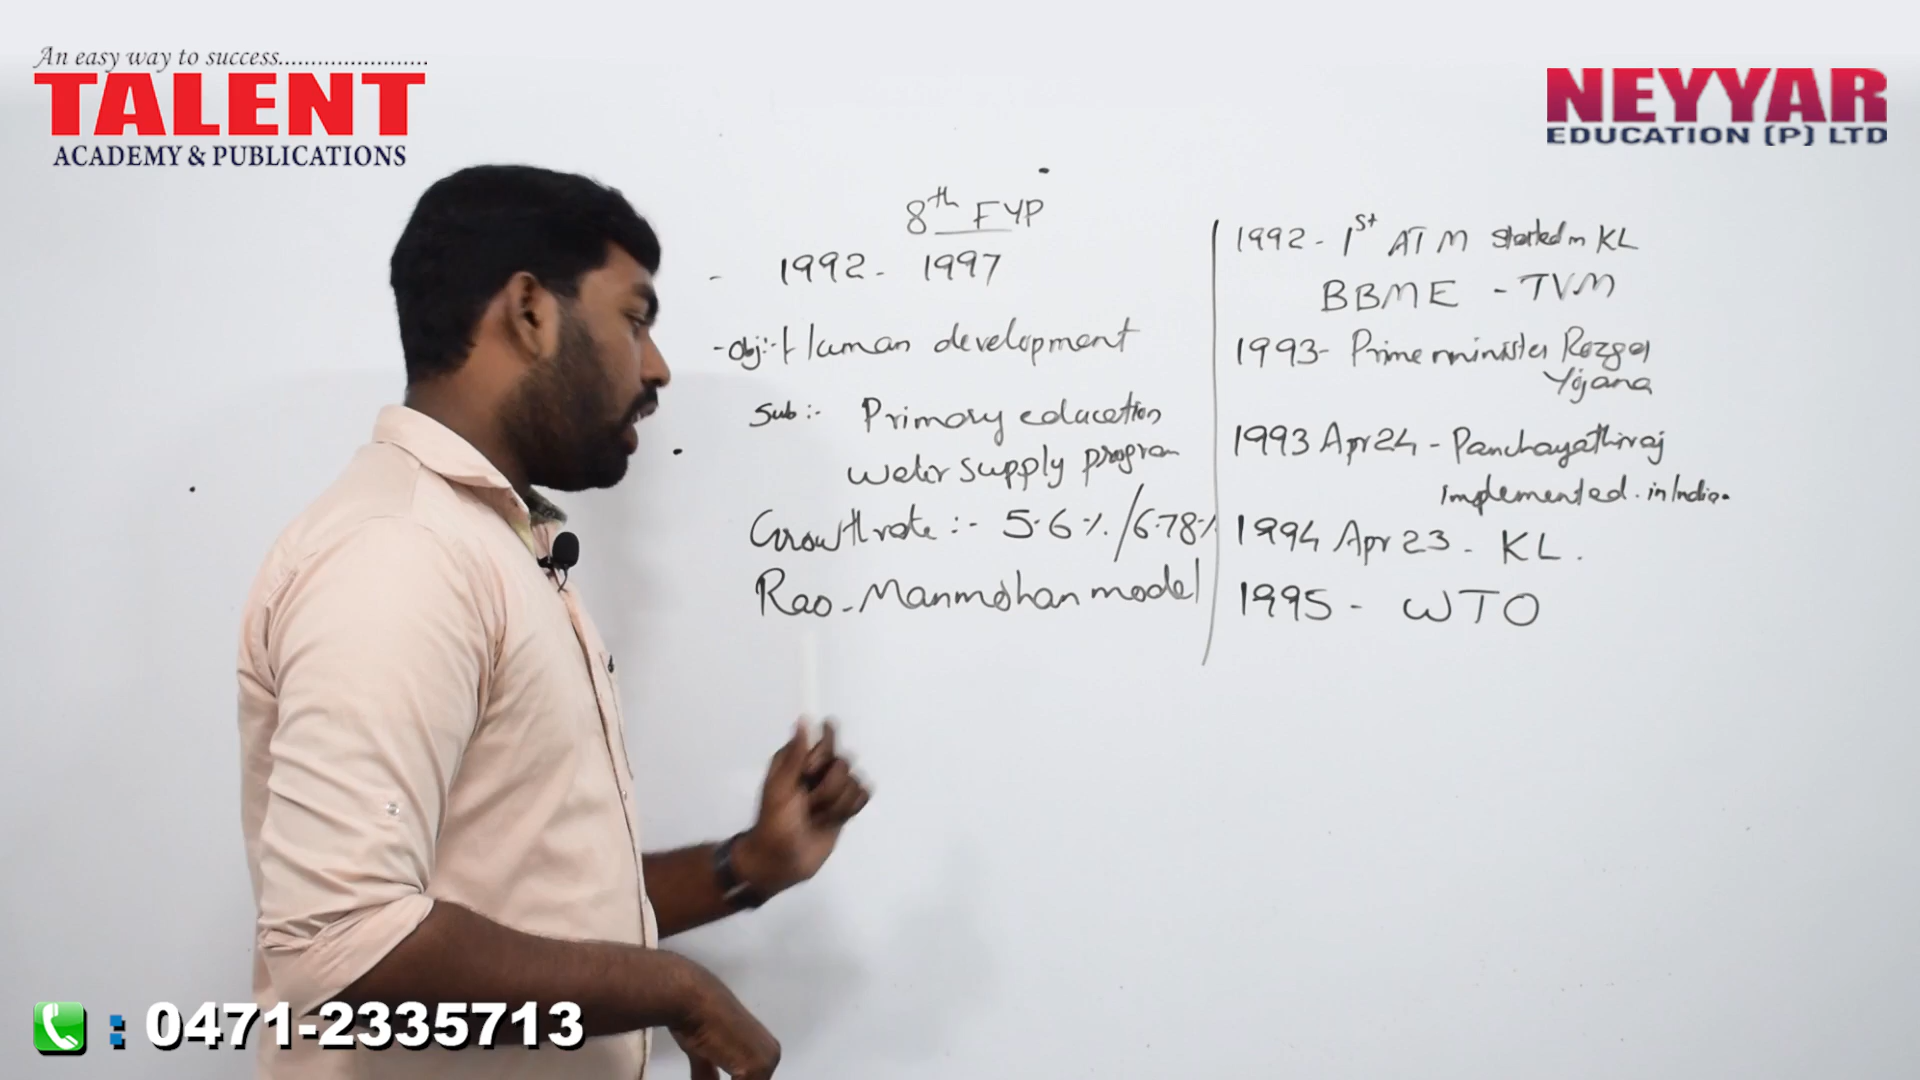 An easy way to success.......................
TALENT
ACADEMY & PUBLICATIONS
NEYYAR
EDUCATION (P) LTD
8th FYP
- 1992 - 1997
- Obj:- Human development
Sub :- Primary education
Water supply program
Growth rate :- 5.6 % / 6.78 %
Rao - Manmohan model
1992 - 1st ATM started in KL
BBME - TVM
1993 - Prime minister Rozgar
Yojana
1993 Apr 24 - Panchayathiraj
implemented. in India.
1994 Apr 23 - KL.
1995 - WTO
: 0471-2335713